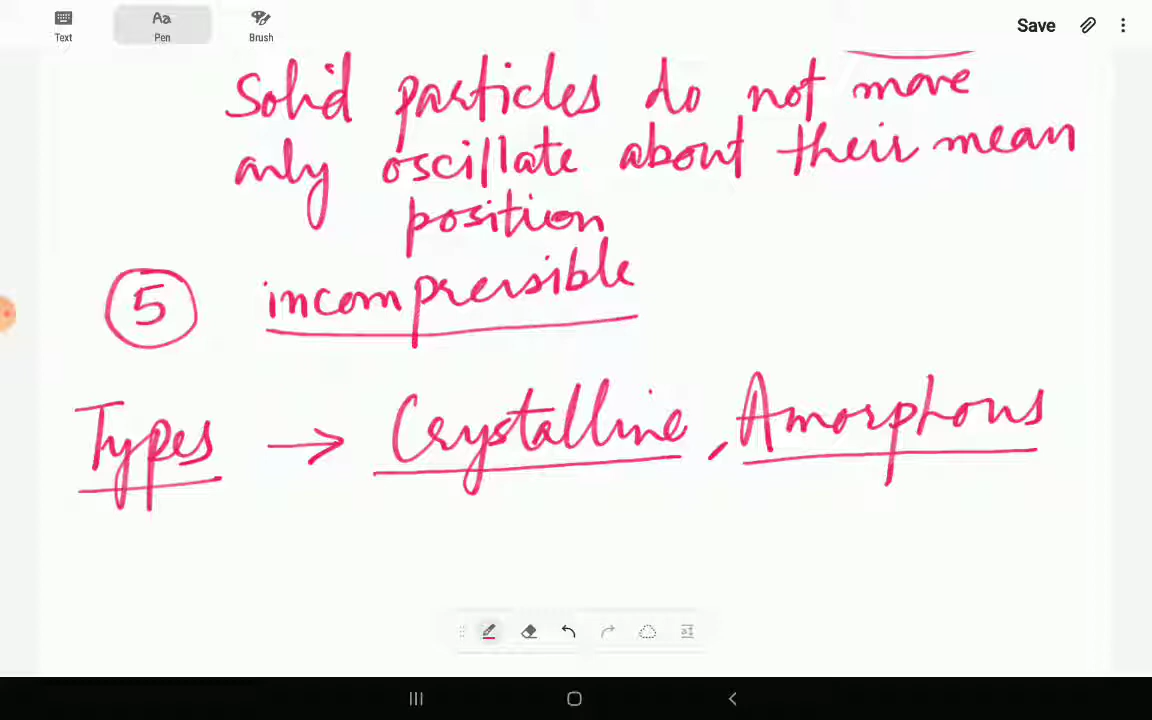 Text
Aa
Pen
Brush
Save
Solid particles do not move
only oscillate about their mean
position
5 incompressible
Types → Crystalline, Amorphous